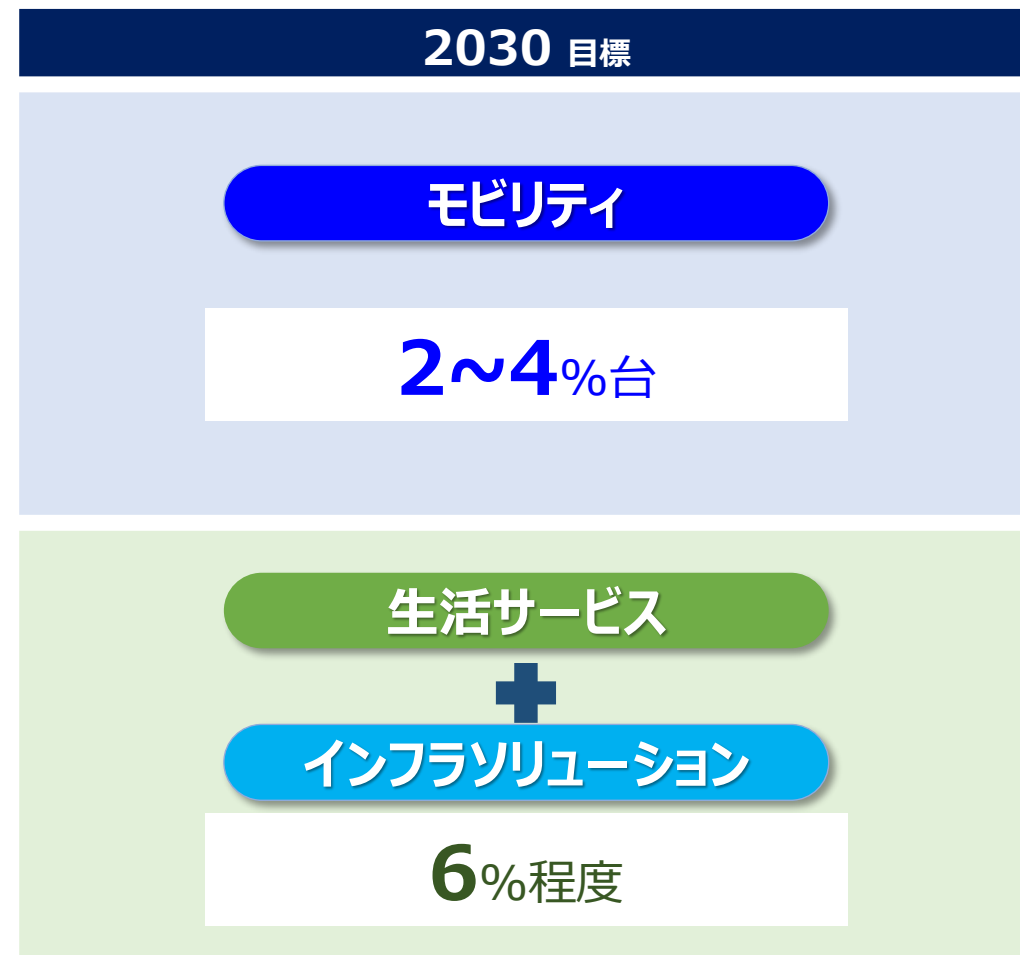 2030 目標
モビリティ
2~4%台
生活サービス
インフラソリューション
6%程度